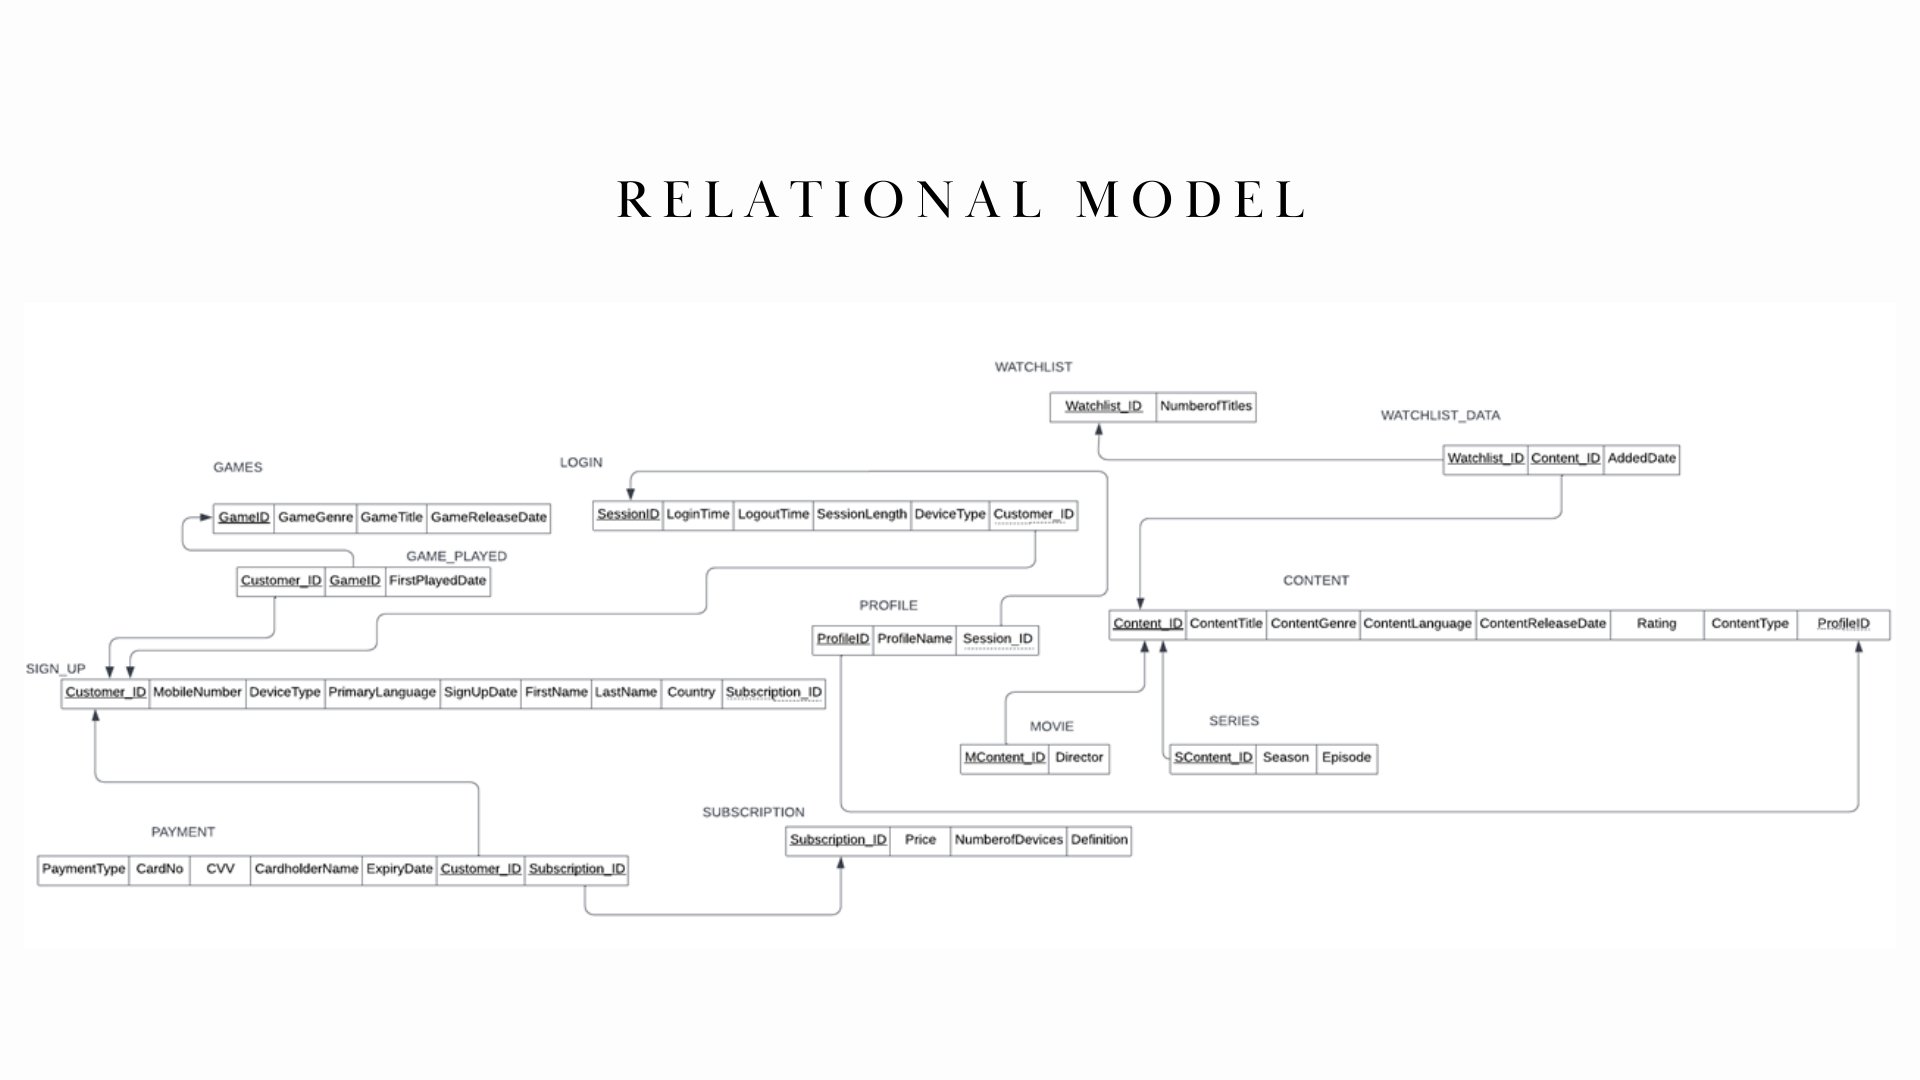 RELATIONAL MODEL
WATCHLIST
Watchlist_ID NumberofTitles
WATCHLIST_DATA
Watchlist_ID Content_ID AddedDate
GAMES
GameID GameGenre GameTitle GameReleaseDate
LOGIN
SessionID LoginTime LogoutTime SessionLength DeviceType Customer_ID
GAME_PLAYED
Customer_ID GameID FirstPlayedDate
PROFILE
ProfileID ProfileName Session_ID
CONTENT
Content_ID ContentTitle ContentGenre ContentLanguage ContentReleaseDate Rating ContentType ProfileID
SIGN_UP
Customer_ID MobileNumber DeviceType PrimaryLanguage SignUpDate FirstName LastName Country Subscription_ID
MOVIE
MContent_ID Director
SERIES
SContent_ID Season Episode
SUBSCRIPTION
Subscription_ID Price NumberofDevices Definition
PAYMENT
PaymentType CardNo CVV CardholderName ExpiryDate Customer_ID Subscription_ID